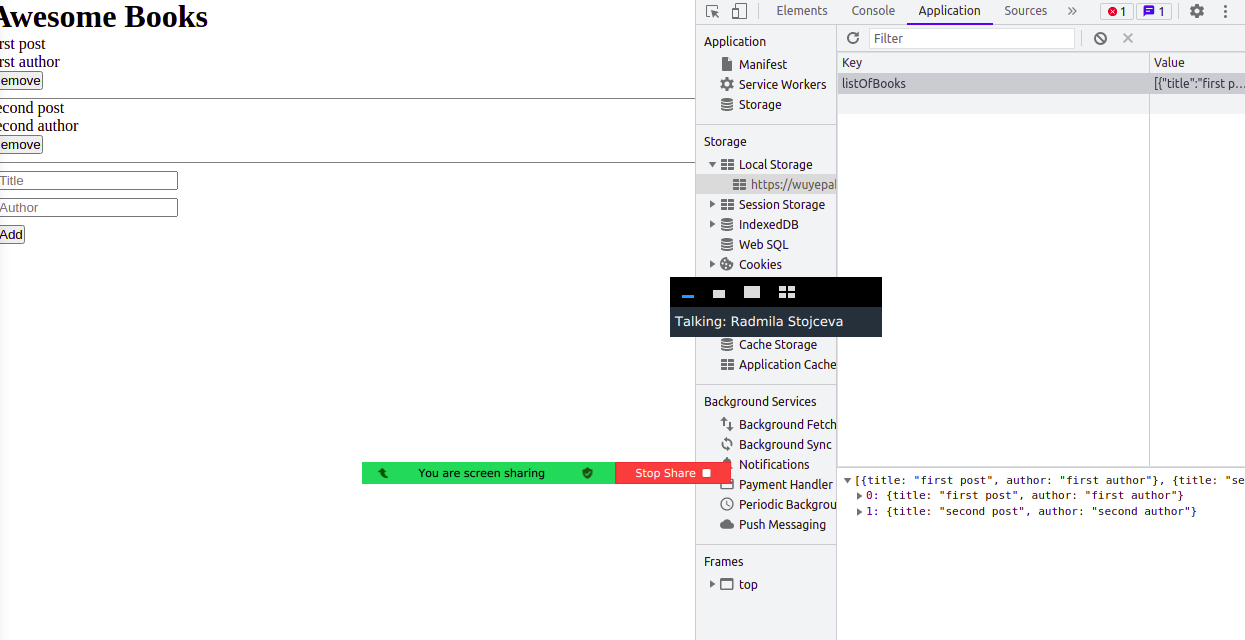 Awesome Books
rst post
rst author
emove
econd post
econd author
emove
Title
Author
Add
Elements Console Application Sources » 1 1
Application
Manifest
Service Workers
Storage
Storage
Local Storage
https://wuyepal
Session Storage
IndexedDB
Web SQL
Cookies
Talking: Radmila Stojceva
Cache Storage
Application Cache
Background Services
Background Fetch
Background Sync
Notifications
Payment Handler
Periodic Backgrou
Push Messaging
Frames
top
You are screen sharing Stop Share
Filter
Key Value
listOfBooks [{"title":"first p…
[{title: "first post", author: "first author"}, {title: "se
0: {title: "first post", author: "first author"}
1: {title: "second post", author: "second author"}